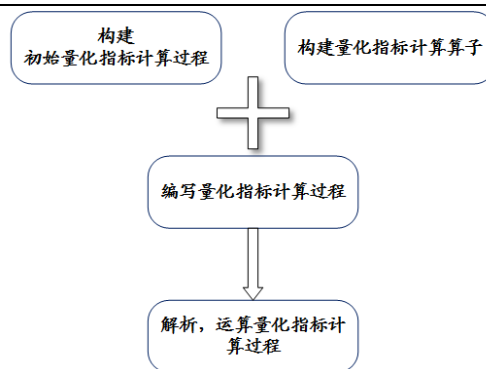 构建
初始量化指标计算过程
构建量化指标计算算子
编写量化指标计算过程
解析，运算量化指标计
算过程